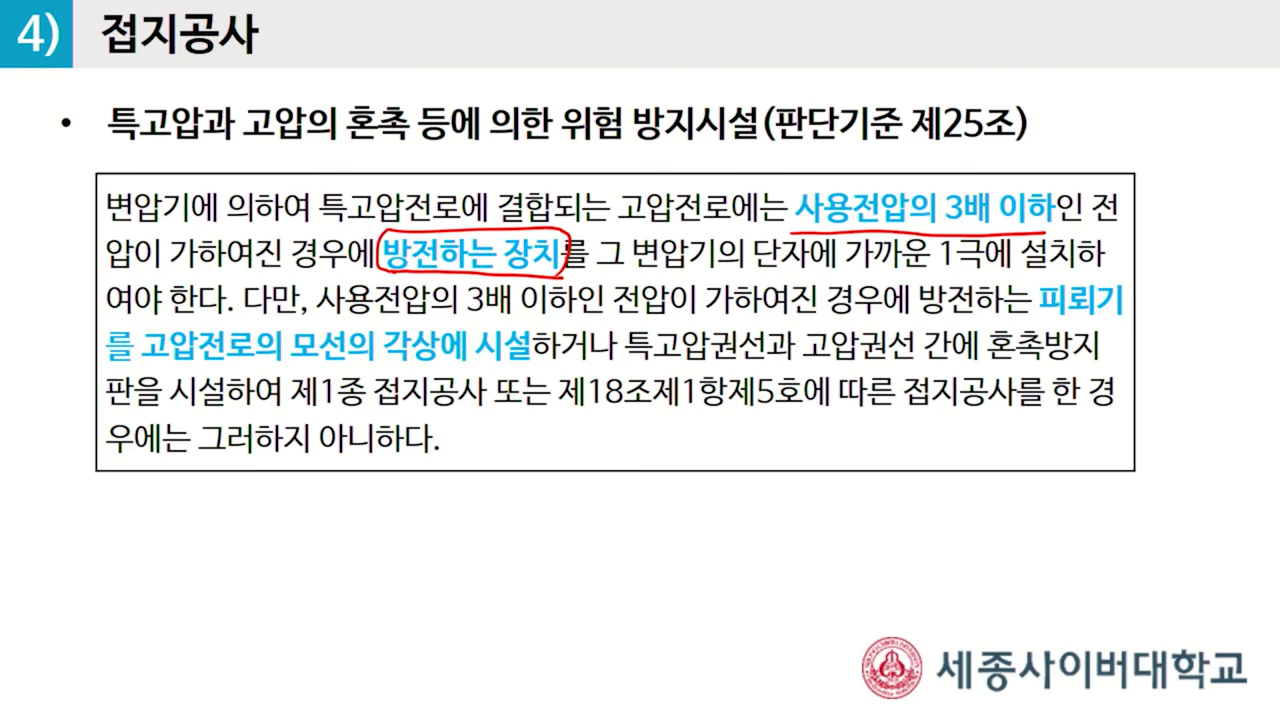 4) 접지공사
• 특고압과 고압의 혼촉 등에 의한 위험 방지시설(판단기준 제25조)
변압기에 의하여 특고압전로에 결합되는 고압전로에는 사용전압의 3배 이하인 전
압이 가하여진 경우에 방전하는 장치를 그 변압기의 단자에 가까운 1극에 설치하
여야 한다. 다만, 사용전압의 3배 이하인 전압이 가하여진 경우에 방전하는 피뢰기
를 고압전로의 모선의 각상에 시설하거나 특고압권선과 고압권선 간에 혼촉방지
판을 시설하여 제1종 접지공사 또는 제18조제1항제5호에 따른 접지공사를 한 경
우에는 그러하지 아니하다.
세종사이버대학교